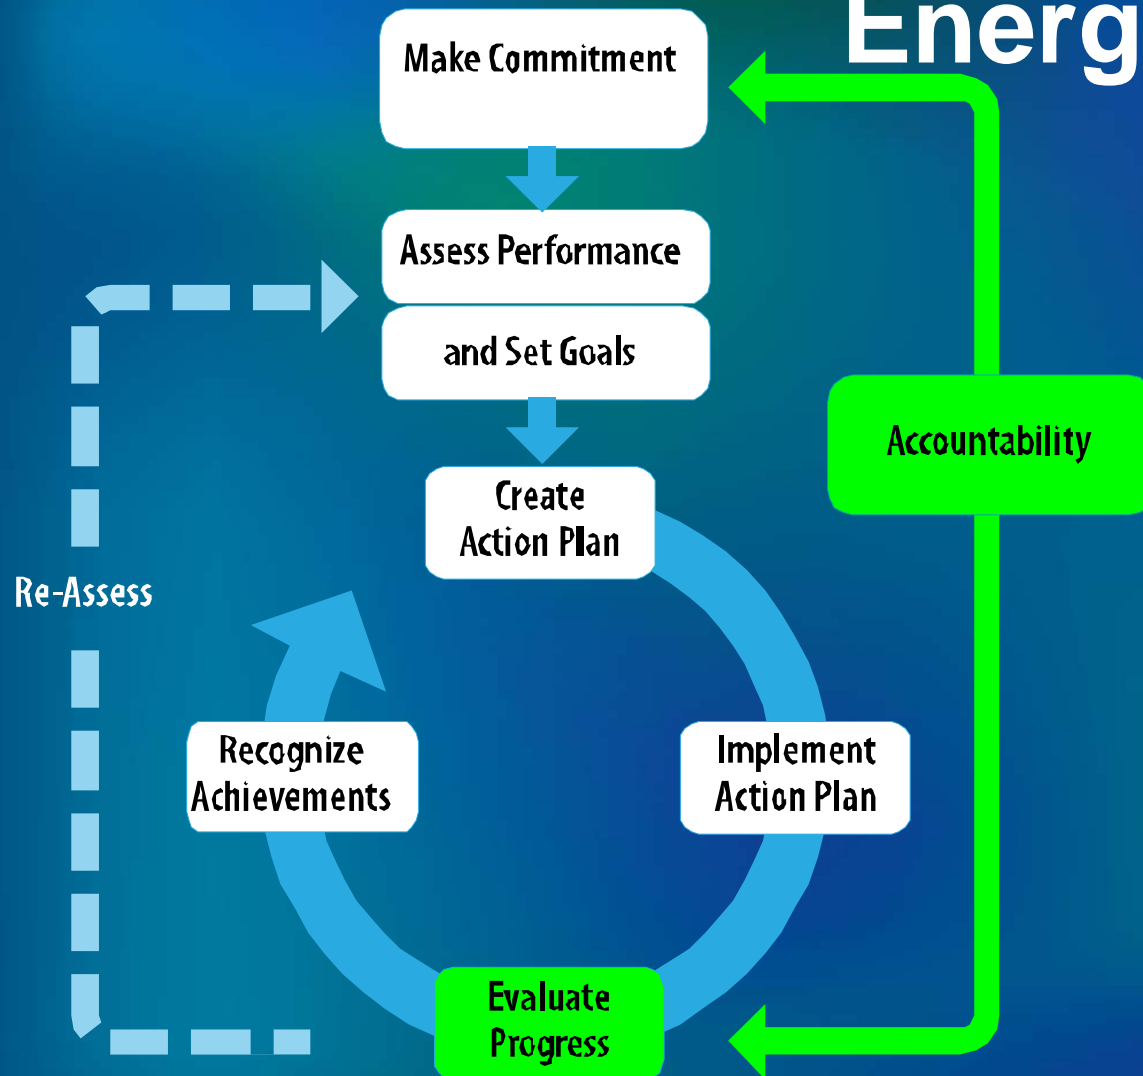 Energ
Make Commitment
Assess Performance
and Set Goals
Accountability
Create
Action Plan
Re-Assess
Recognize
Achievements
Implement
Action Plan
Evaluate
Progress